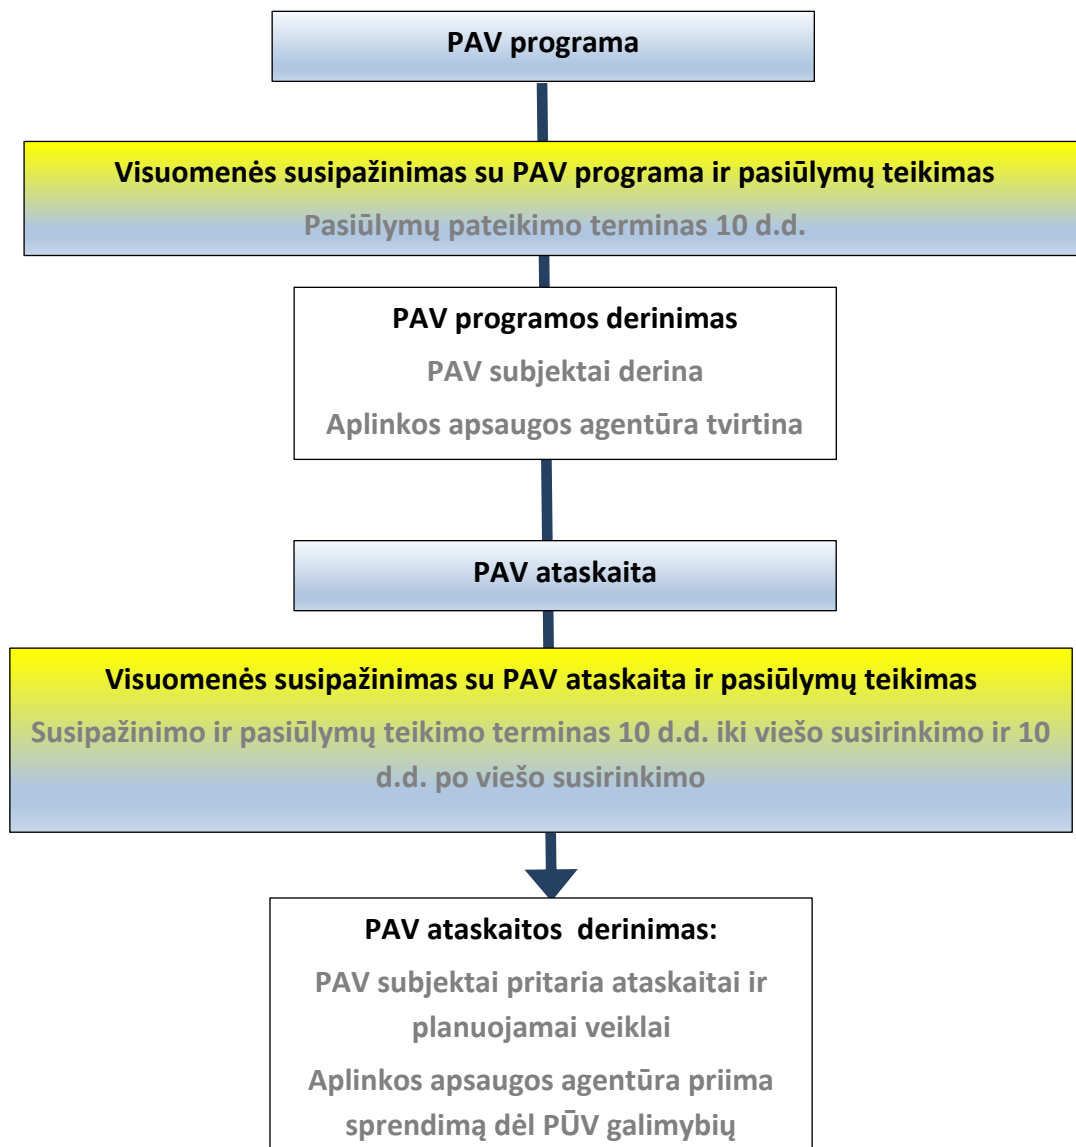 PAV programa
Visuomenės susipažinimas su PAV programa ir pasiūlymų teikimas
Pasiūlymų pateikimo terminas 10 d.d.
PAV programos derinimas
PAV subjektai derina
Aplinkos apsaugos agentūra tvirtina
PAV ataskaita
Visuomenės susipažinimas su PAV ataskaita ir pasiūlymų teikimas
Susipažinimo ir pasiūlymų teikimo terminas 10 d.d. iki viešo susirinkimo ir 10
d.d. po viešo susirinkimo
PAV ataskaitos derinimas:
PAV subjektai pritaria ataskaitai ir
planuojamai veiklai
Aplinkos apsaugos agentūra priima
sprendimą dėl PŪV galimybių